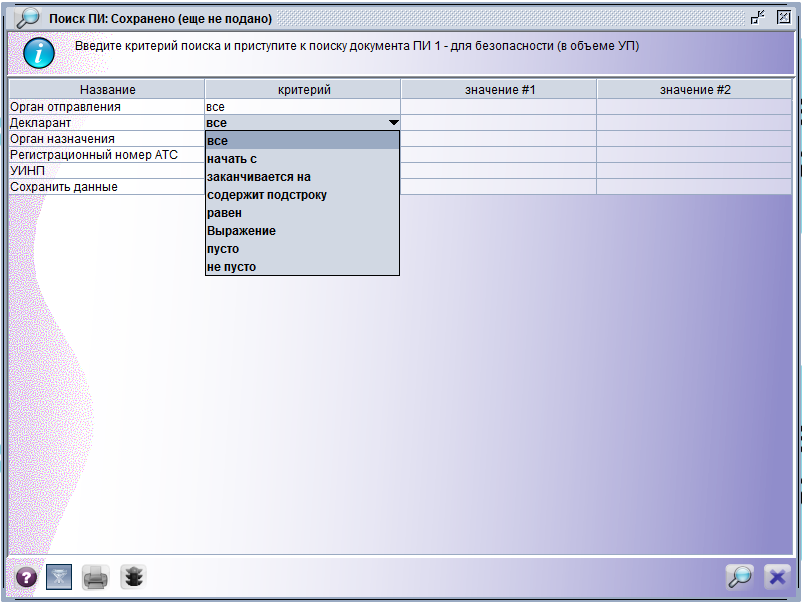 Поиск ПИ: Сохранено (еще не подано)
Введите критерий поиска и приступите к поиску документа ПИ 1 - для безопасности (в объеме УП)
Название критерий значение #1 значение #2
Орган отправления все
Декларант все
Орган назначения
Регистрационный номер АТС
УИНП
Сохранить данные
все
начать с
заканчивается на
содержит подстроку
равен
Выражение
пусто
не пусто